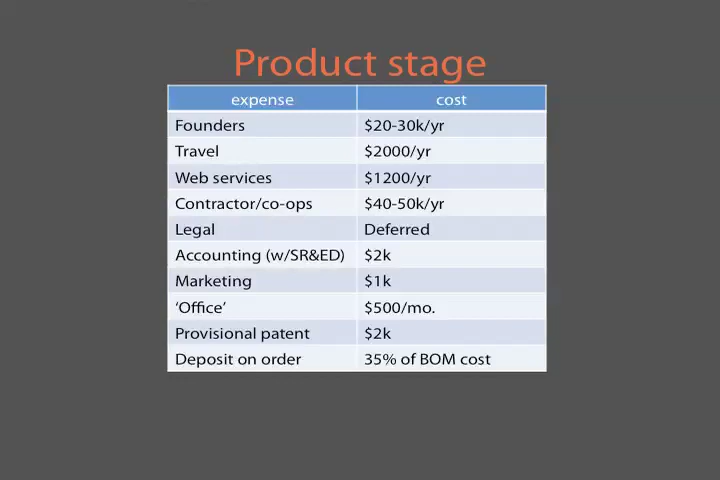 Product stage
expense cost
Founders $20-30k/yr
Travel $2000/yr
Web services $1200/yr
Contractor/co-ops $40-50k/yr
Legal Deferred
Accounting (w/SR&ED) $2k
Marketing $1k
‘Office’ $500/mo.
Provisional patent $2k
Deposit on order 35% of BOM cost